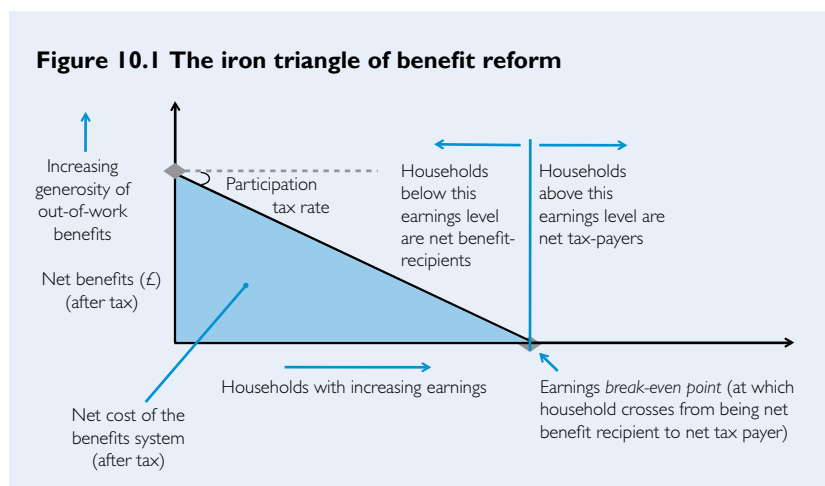 Figure 10.1 The iron triangle of benefit reform
Increasing
generosity of
out-of-work
benefits
Net benefits (£)
(after tax)
Participation
tax rate
Households
below this
earnings level
are net benefit-
recipients
Households
above this
earnings level are
net tax-payers
Households with increasing earnings
Net cost of the
benefits system
(after tax)
Earnings break-even point (at which
household crosses from being net
benefit recipient to net tax payer)